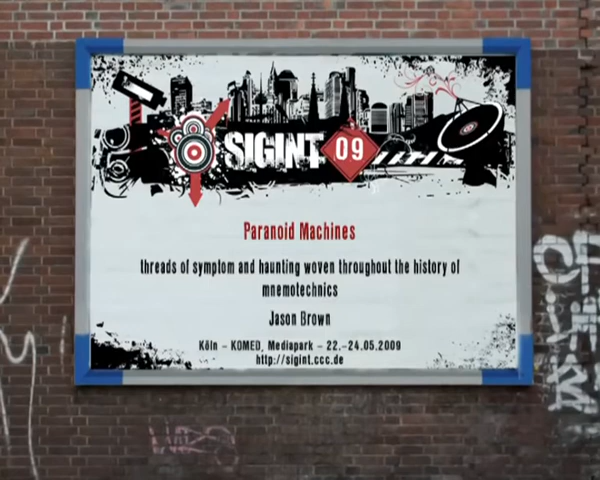 SIGINT 09
Paranoid Machines
threads of symptom and haunting woven throughout the history of
mnemotechnics
Jason Brown
Köln – KOMED, Mediapark – 22.–24.05.2009
http://sigint.ccc.de